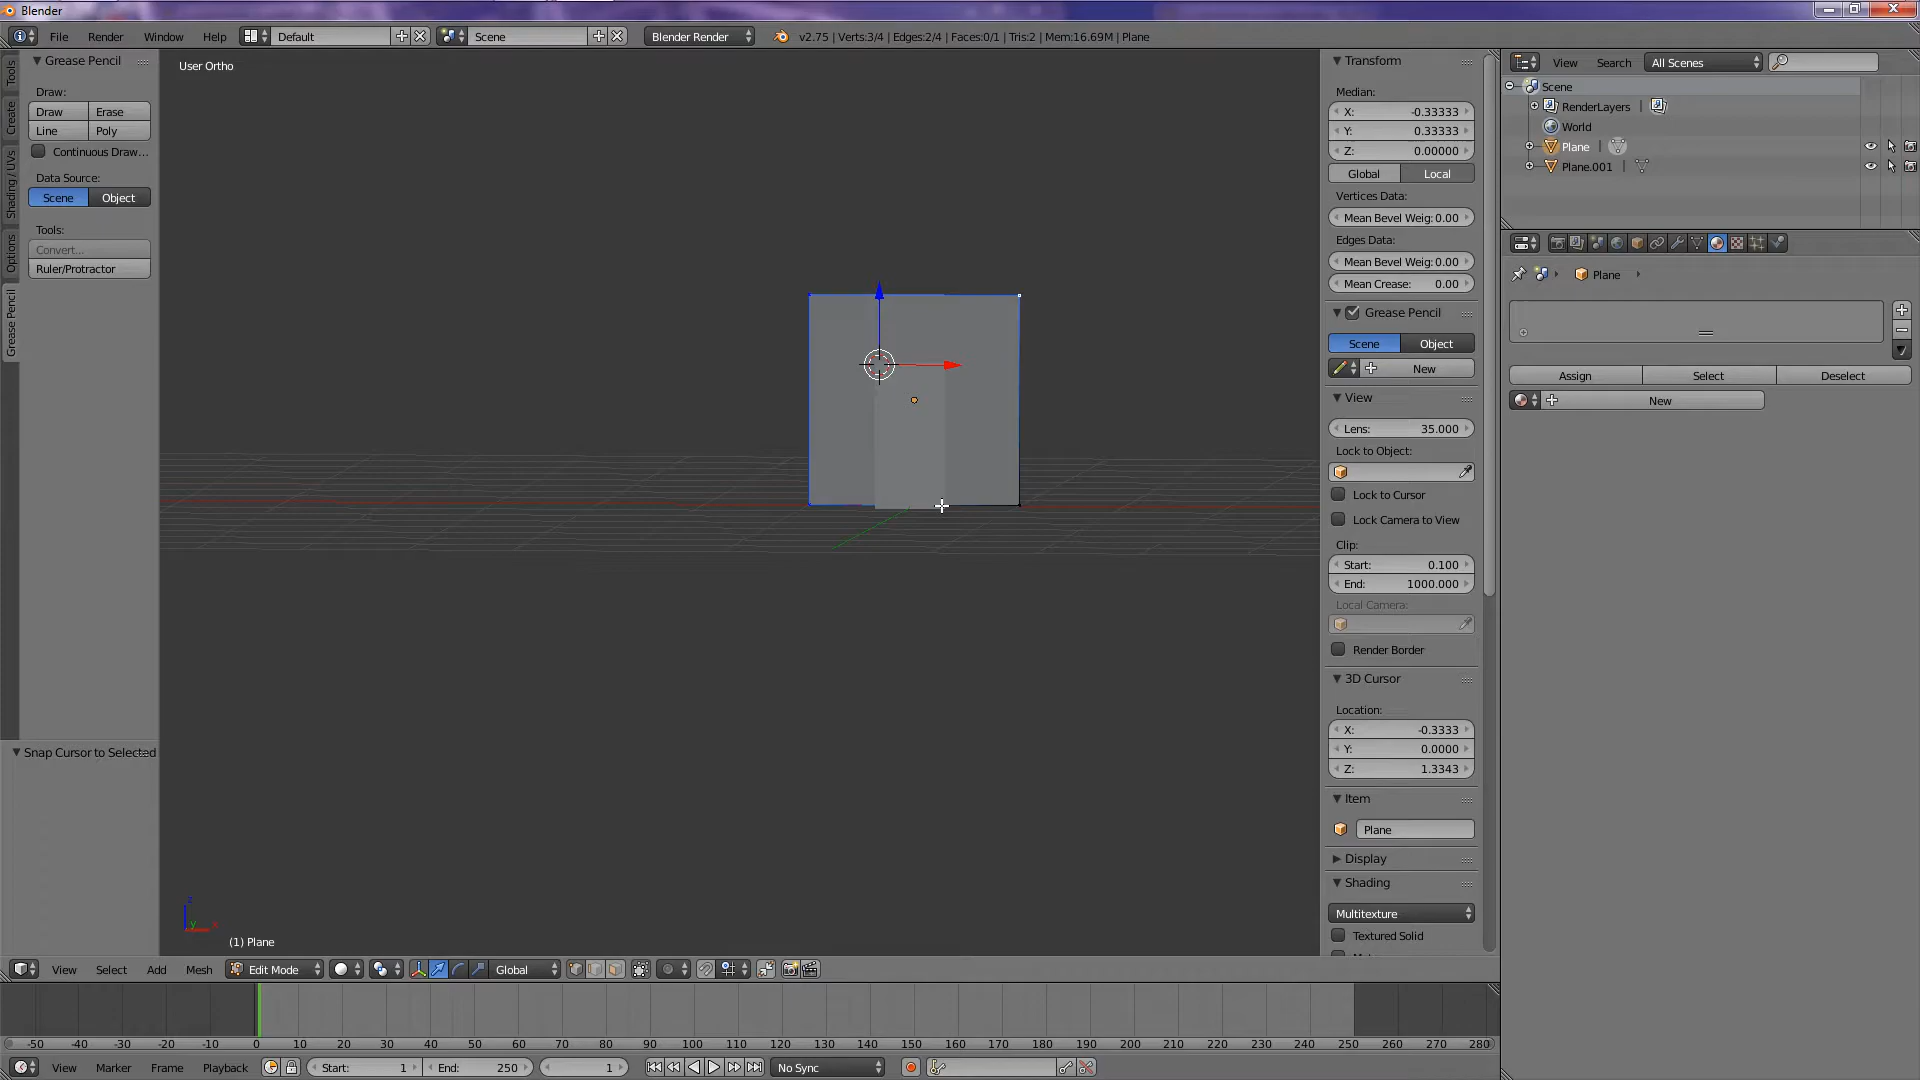 Blender
File Render Window Help Default Scene Blender Render v2.75 | Verts:3/4 | Edges:2/4 | Faces:0/1 | Tris:2 | Mem:16.69M | Plane
Tools
Create
Shading / UVs
Options
Grease Pencil
Grease Pencil
Draw:
Draw Erase
Line Poly
Continuous Draw...
Data Source:
Scene Object
Tools:
Convert...
Ruler/Protractor
Snap Cursor to Selected
User Ortho
z
y x
(1) Plane
Transform
Median:
X: -0.33333
Y: 0.33333
Z: 0.00000
Global Local
Vertices Data:
Mean Bevel Weig: 0.00
Edges Data:
Mean Bevel Weig: 0.00
Mean Crease: 0.00
Grease Pencil
Scene Object
New
View
Lens: 35.000
Lock to Object:
Lock to Cursor
Lock Camera to View
Clip:
Start: 0.100
End: 1000.000
Local Camera:
Render Border
3D Cursor
Location:
X: -0.3333
Y: 0.0000
Z: 1.3343
Item
Plane
Display
Shading
Multitexture
Textured Solid
View Search All Scenes
Scene
RenderLayers |
World
Plane |
Plane.001 |
Plane
Assign Select Deselect
New
View Select Add Mesh Edit Mode Global
-50 -40 -30 -20 -10 0 10 20 30 40 50 60 70 80 90 100 110 120 130 140 150 160 170 180 190 200 210 220 230 240 250 260 270 280
View Marker Frame Playback Start: 1 End: 250 1 No Sync